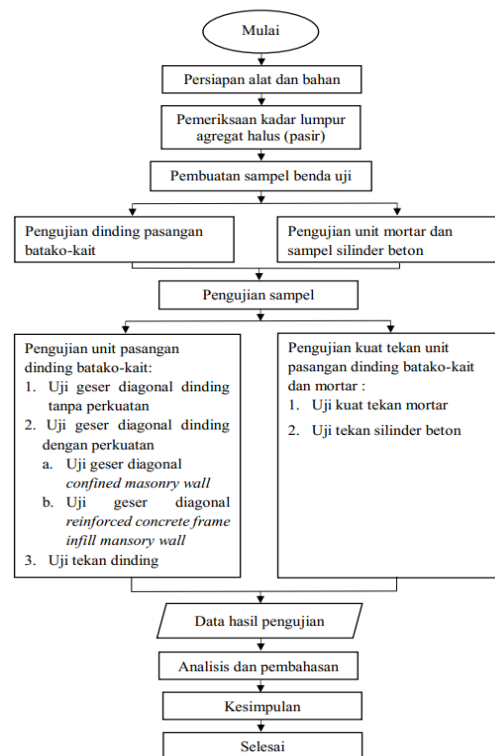 Mulai
Persiapan alat dan bahan
Pemeriksaan kadar lumpur
agregat halus (pasir)
Pembuatan sampel benda uji
Pengujian dinding pasangan
batako-kait
Pengujian unit mortar dan
sampel silinder beton
Pengujian sampel
Pengujian unit pasangan
dinding batako-kait:
1. Uji geser diagonal dinding
tanpa perkuatan
2. Uji geser diagonal dinding
dengan perkuatan
a. Uji geser diagonal
confined masonry wall
b. Uji geser diagonal
reinforced concrete frame
infill mansory wall
3. Uji tekan dinding
Pengujian kuat tekan unit
pasangan dinding batako-kait
dan mortar :
1. Uji kuat tekan mortar
2. Uji tekan silinder beton
Data hasil pengujian
Analisis dan pembahasan
Kesimpulan
Selesai